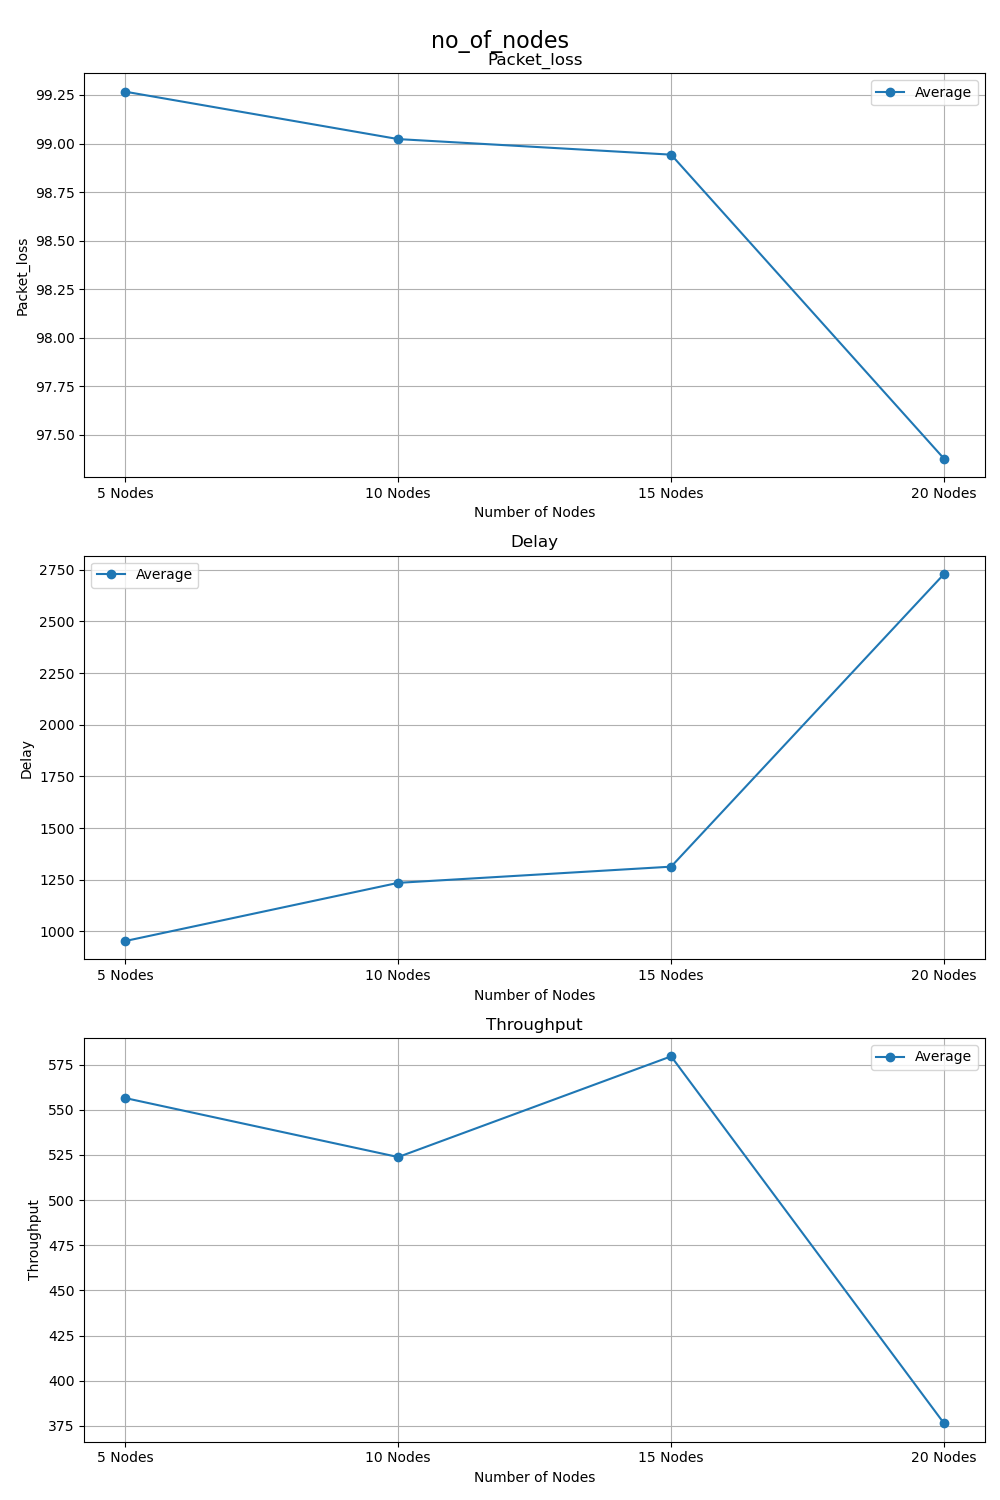 no_of_nodes
Packet_loss
Average
99.25
99.00
98.75
98.50
98.25
98.00
97.75
97.50
Packet_loss
5 Nodes 10 Nodes 15 Nodes 20 Nodes
Number of Nodes
Delay
Average
2750
2500
2250
2000
1750
1500
1250
1000
Delay
5 Nodes 10 Nodes 15 Nodes 20 Nodes
Number of Nodes
Throughput
Average
575
550
525
500
475
450
425
400
375
Throughput
5 Nodes 10 Nodes 15 Nodes 20 Nodes
Number of Nodes